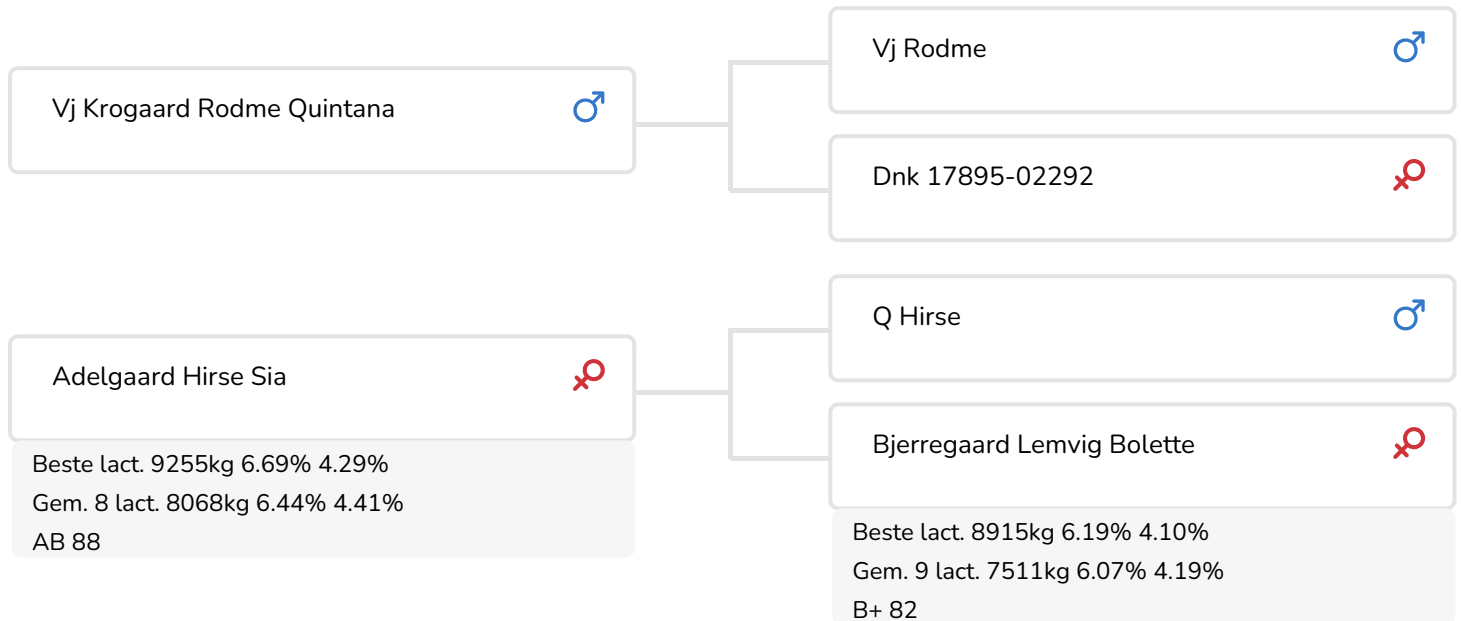 Vj Krogaard Rodme Quintana
Vj Rodme
Dnk 17895-02292
Adelgaard Hirse Sia
Beste lact. 9255kg 6.69% 4.29%
Gem. 8 lact. 8068kg 6.44% 4.41%
AB 88
Q Hirse
Bjerregaard Lemvig Bolette
Beste lact. 8915kg 6.19% 4.10%
Gem. 9 lact. 7511kg 6.07% 4.19%
B+ 82